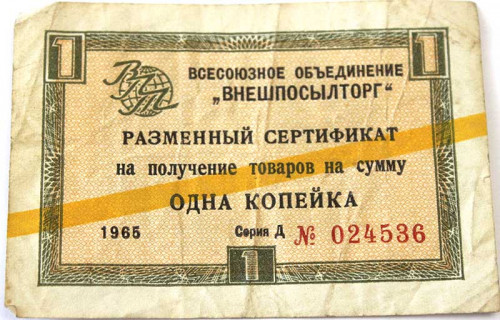 1 1
ВСЕСОЮЗНОЕ ОБЪЕДИНЕНИЕ
„ВНЕШПОСЫЛТОРГ"
РАЗМЕННЫЙ СЕРТИФИКАТ
на получение товаров на сумму
ОДНА КОПЕЙКА
1965 Серия Д № 024536
1